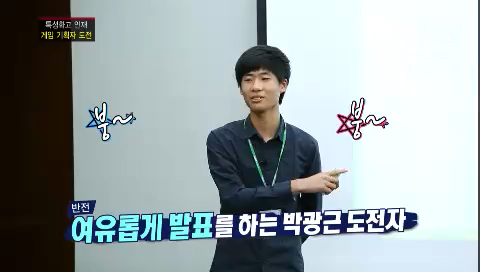 특성화고 인재
게임 기획자 도전
붕~
붕~
반전
여유롭게 발표를 하는 박광근 도전자